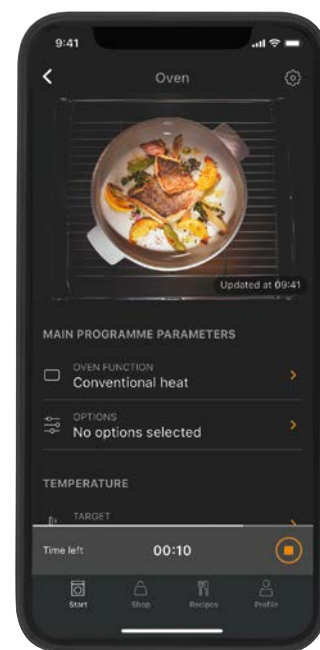 9:41
Oven
Updated at 09:41
MAIN PROGRAMME PARAMETERS
OVEN FUNCTION
Conventional heat
OPTIONS
No options selected
TEMPERATURE
TARGET
Time left 00:10
Start Shop Recipes Profile